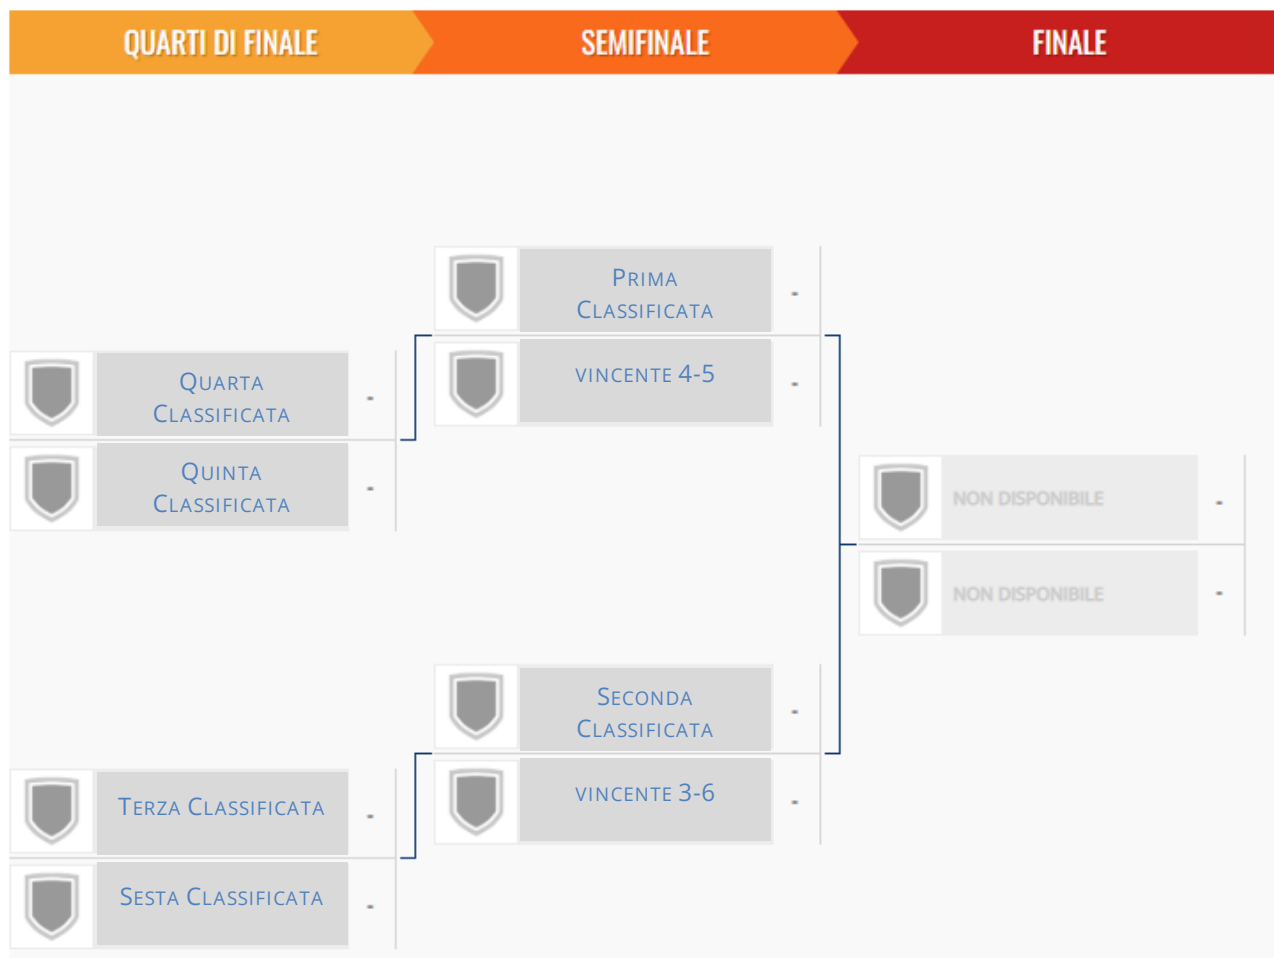 QUARTI DI FINALE
SEMIFINALE
FINALE
QUARTA
CLASSIFICATA
-
QUINTA
CLASSIFICATA
-
TERZA CLASSIFICATA
-
SESTA CLASSIFICATA
-
PRIMA
CLASSIFICATA
-
VINCENTE 4-5
-
SECONDA
CLASSIFICATA
-
VINCENTE 3-6
-
NON DISPONIBILE
-
NON DISPONIBILE
-